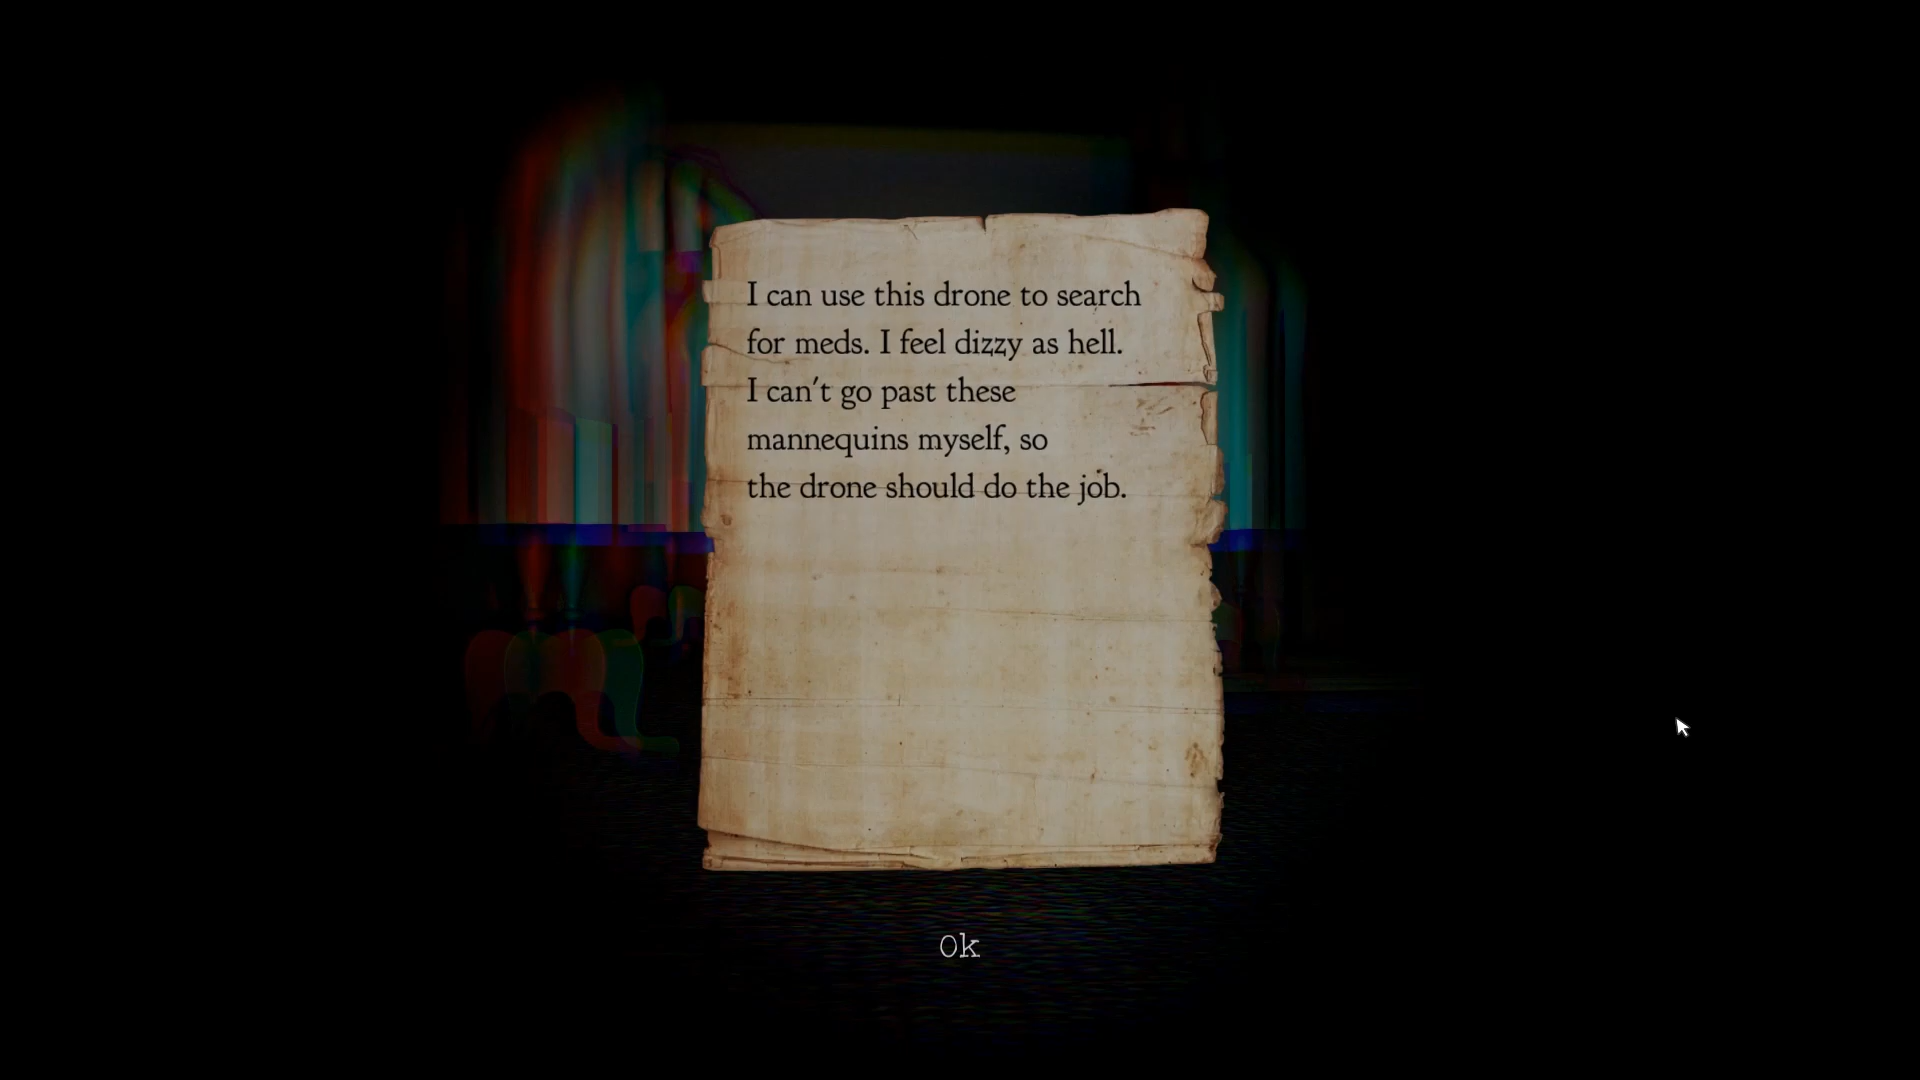 I can use this drone to search
for meds. I feel dizzy as hell.
I can't go past these
mannequins myself, so
the drone should do the job.
Ok